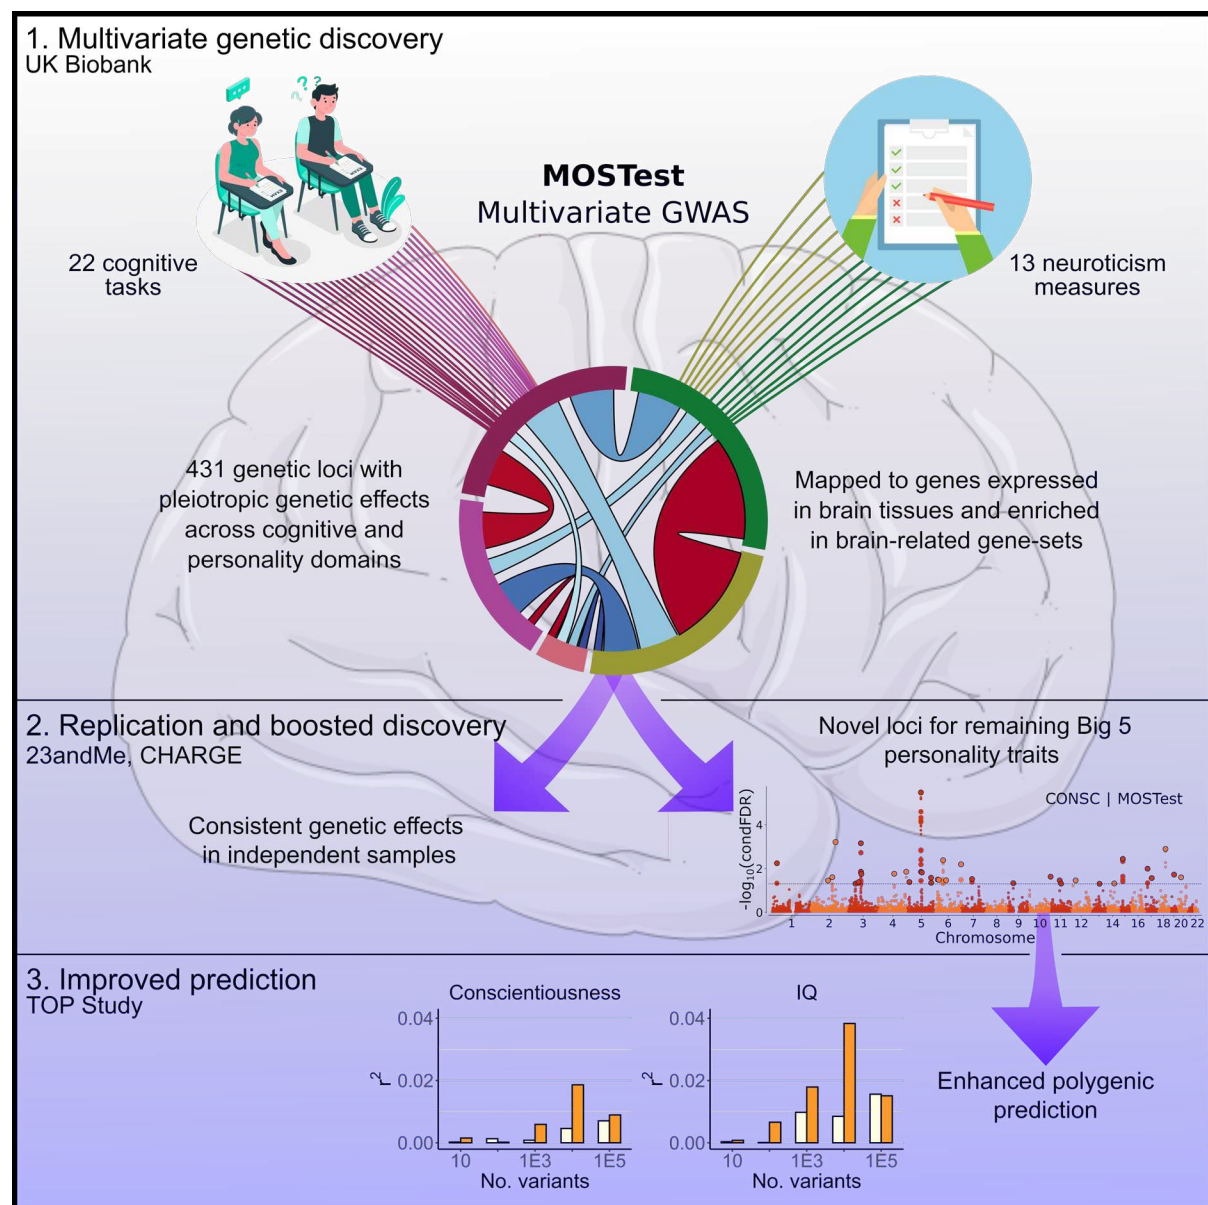 1. Multivariate genetic discovery
UK Biobank
MOSTest
Multivariate GWAS
22 cognitive
tasks
13 neuroticism
measures
431 genetic loci with
pleiotropic genetic effects
across cognitive and
personality domains
Mapped to genes expressed
in brain tissues and enriched
in brain-related gene-sets
2. Replication and boosted discovery
23andMe, CHARGE
Consistent genetic effects
in independent samples
Novel loci for remaining Big 5
personality traits
CONSC | MOSTest
-log10(condFDR)
4
2
0
1 2 3 4 5 6 7 8 9 10 11 12 14 16 18 20 22
Chromosome
3. Improved prediction
TOP Study
Conscientiousness
r²
0.04
0.02
0.00
10 1E3 1E5
No. variants
IQ
r²
0.04
0.02
0.00
10 1E3 1E5
No. variants
Enhanced polygenic
prediction